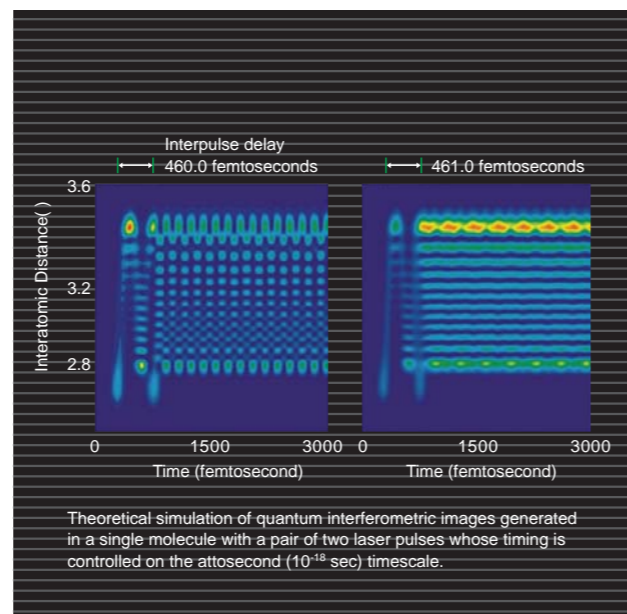 Interpulse delay
460.0 femtoseconds
461.0 femtoseconds
3.6
3.2
2.8
Interatomic Distance( )
0 1500 3000 0 1500 3000
Time (femtosecond) Time (femtosecond)
Theoretical simulation of quantum interferometric images generated
in a single molecule with a pair of two laser pulses whose timing is
controlled on the attosecond (10⁻¹⁸ sec) timescale.